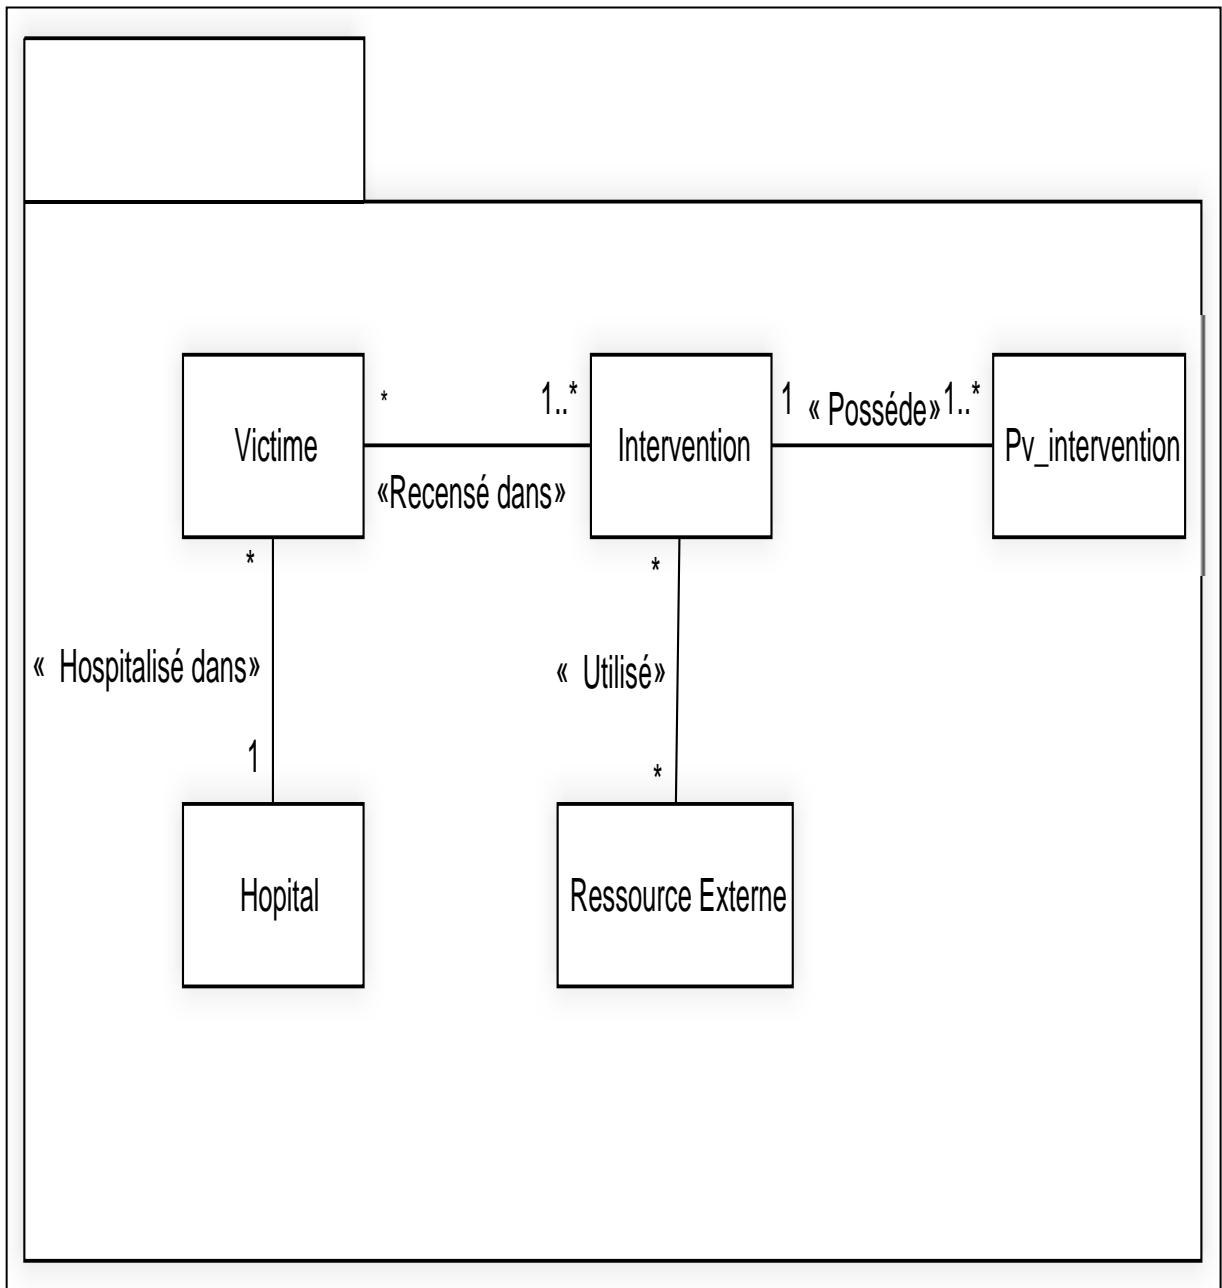 *
1..*
1
« Posséde»
1..*
Victime
Intervention
Pv_intervention
«Recensé dans»
*
*
« Hospitalisé dans»
« Utilisé»
1
*
Hopital
Ressource Externe